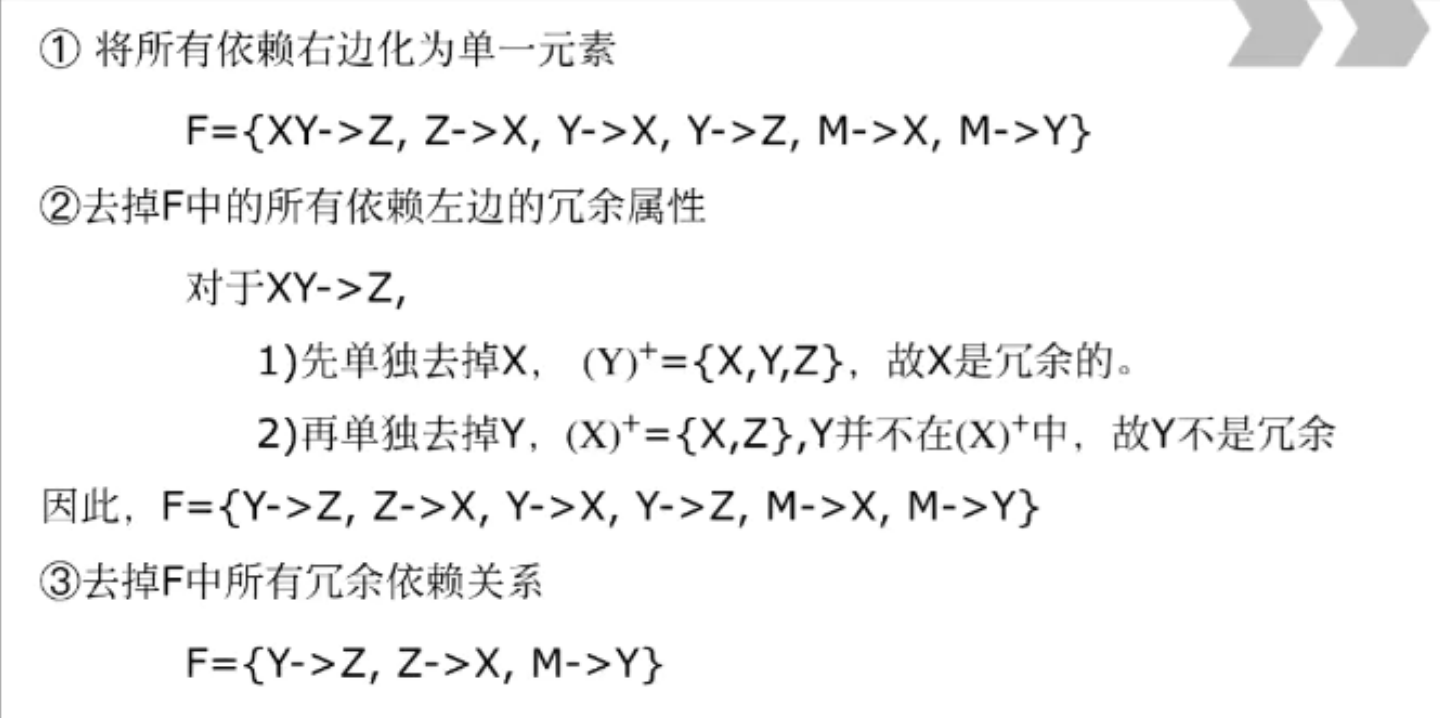 ① 将所有依赖右边化为单一元素
F={XY->Z, Z->X, Y->X, Y->Z, M->X, M->Y}
②去掉F中的所有依赖左边的冗余属性
对于XY->Z,
1)先单独去掉X, (Y)⁺={X,Y,Z}，故X是冗余的。
2)再单独去掉Y, (X)⁺={X,Z},Y并不在(X)⁺中，故Y不是冗余
因此，F={Y->Z, Z->X, Y->X, Y->Z, M->X, M->Y}
③去掉F中所有冗余依赖关系
F={Y->Z, Z->X, M->Y}